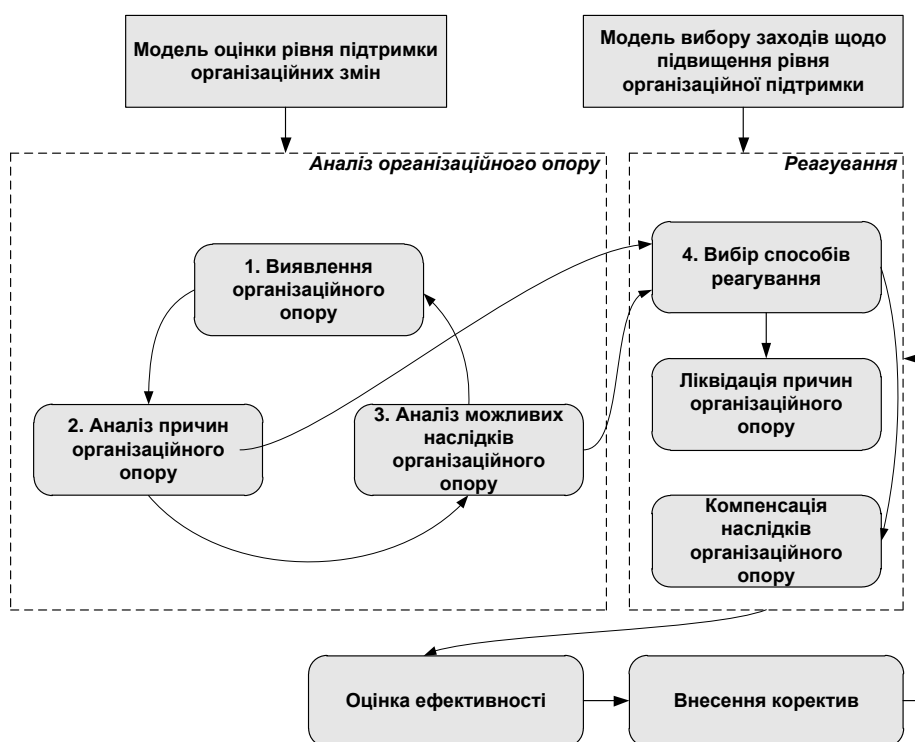 Модель оцінки рівня підтримки
організаційних змін
Модель вибору заходів щодо
підвищення рівня
організаційної підтримки
Аналіз організаційного опору
Реагування
1. Виявлення
організаційного
опору
4. Вибір способів
реагування
2. Аналіз причин
організаційного
опору
3. Аналіз можливих
наслідків
організаційного
опору
Ліквідація причин
організаційного
опору
Компенсація
наслідків
організаційного
опору
Оцінка ефективності
Внесення коректив